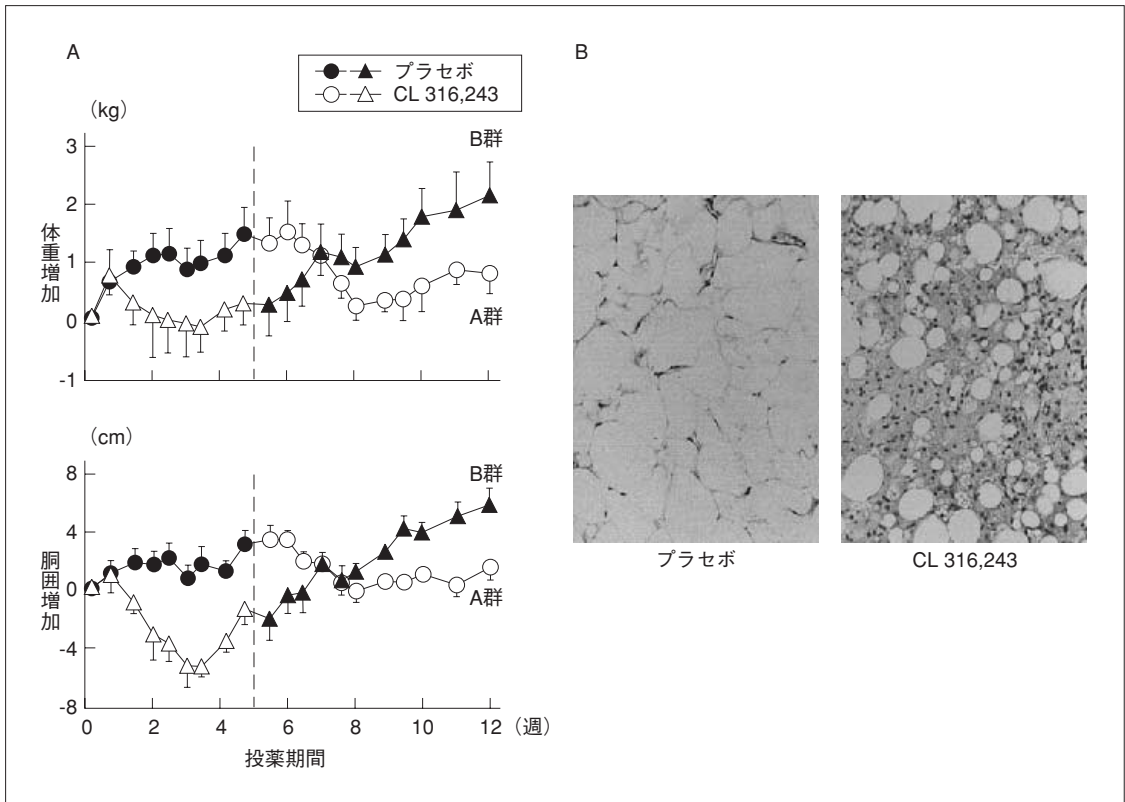 A
プラセボ
CL 316,243
(kg)
3
2
1
0
-1
体重増加
B群
A群
(cm)
8
4
0
-4
-8
胴囲増加
B群
A群
0 2 4 6 8 10 12 (週)
投薬期間
B
プラセボ
CL 316,243